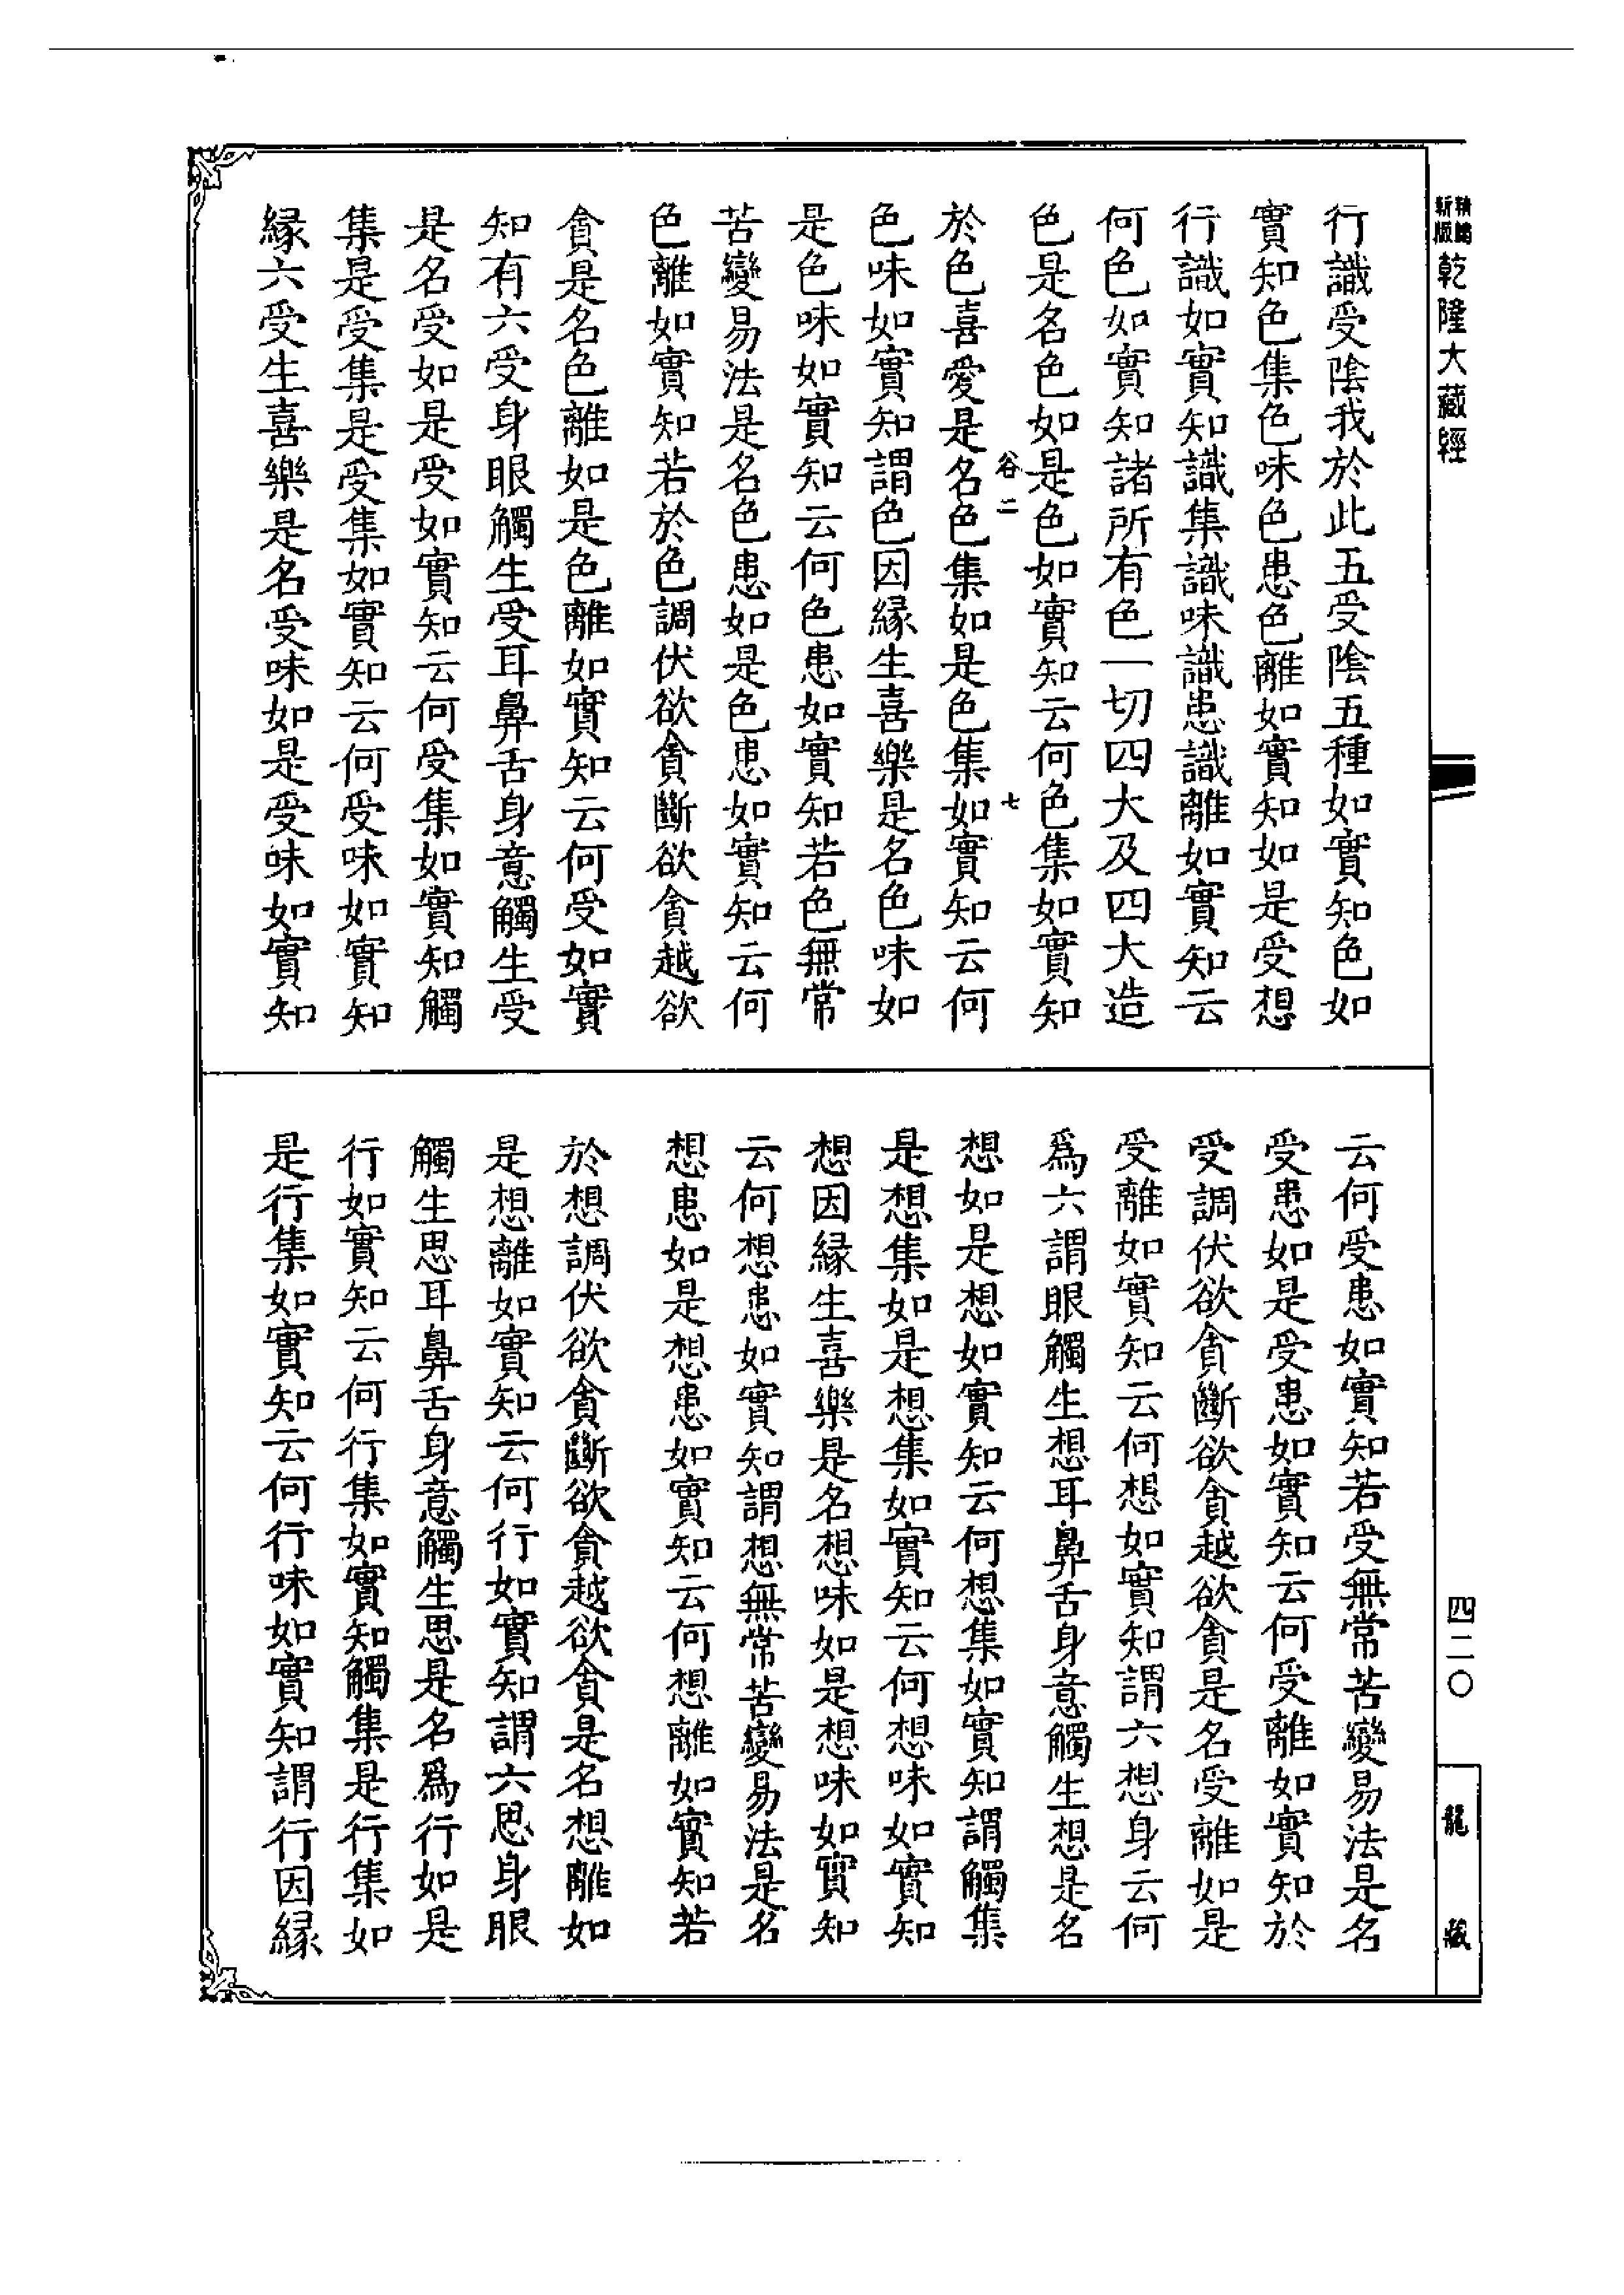 精鐫
新版
乾隆大藏經
行識受陰我於此五受陰五種如實知色如
實知色集色味色患色離如實知如是受想
行識如實知識集識味識患識離如實知云
何色如實知諸所有色一切四大及四大造
色是名色如是色如實知云何色集如實知
谷二
七
於色喜愛是名色集如是色集如實知云何
色味如實知謂色因緣生喜樂是名色味如
是色味如實知云何色患如實知若色無常
苦變易法是名色患如是色患如實知云何
色離如實知若於色調伏欲貪斷欲貪越欲
貪是名色離如是色離如實知云何受如實
知有六受身眼觸生受耳鼻舌身意觸生受
是名受如是受如實知云何受集如實知觸
集是受集是受集如實知云何受味如實知
緣六受生喜樂是名受味如是受味如實知
云何受患如實知若受無常苦變易法是名
受患如是受患如實知云何受離如實知於
受調伏欲貪斷欲貪越欲貪是名受離如是
受離如實知云何想如實知謂六想身云何
爲六謂眼觸生想耳鼻舌身意觸生想是名
想如是想如實知云何想集如實知謂觸集
是想集如是想集如實知云何想味如實知
想因緣生喜樂是名想味如是想味如實知
云何想患如實知謂想無常苦變易法是名
想患如是想患如實知云何想離如實知若
於想調伏欲貪斷欲貪越欲貪是名想離如
是想離如實知云何行如實知謂六思身眼
觸生思耳鼻舌身意觸生思是名爲行如是
行如實知云何行集如實知觸集是行集如
是行集如實知云何行味如實知謂行因緣
四二〇
龍藏